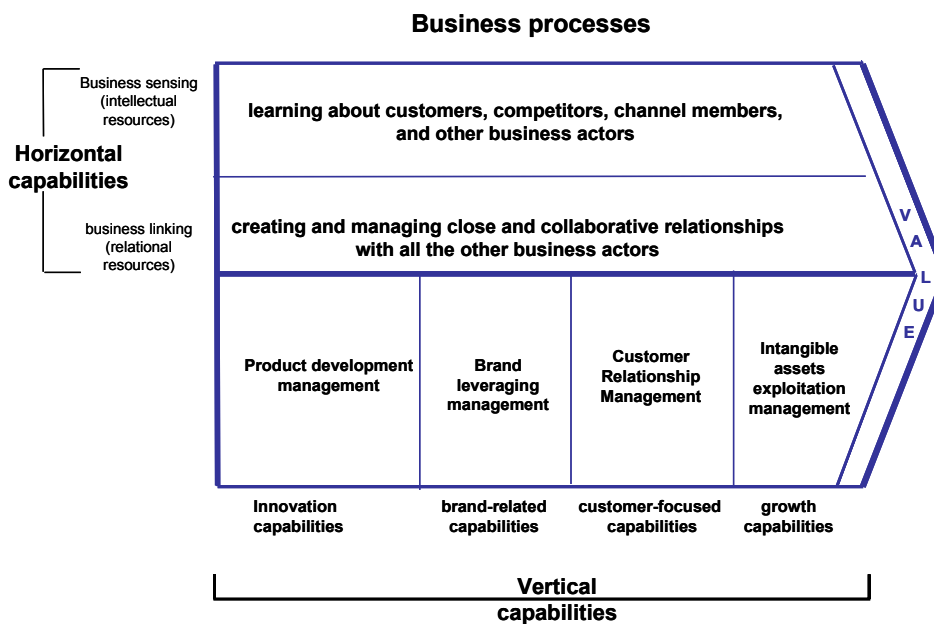 Business processes
Business sensing
(intellectual
resources)
learning about customers, competitors, channel members,
and other business actors
Horizontal
capabilities
business linking
(relational
resources)
creating and managing close and collaborative relationships
with all the other business actors
V
A
L
U
E
Product development
management
Brand
leveraging
management
Customer
Relationship
Management
Intangible
assets
exploitation
management
Innovation
capabilities
brand-related
capabilities
customer-focused
capabilities
growth
capabilities
Vertical
capabilities